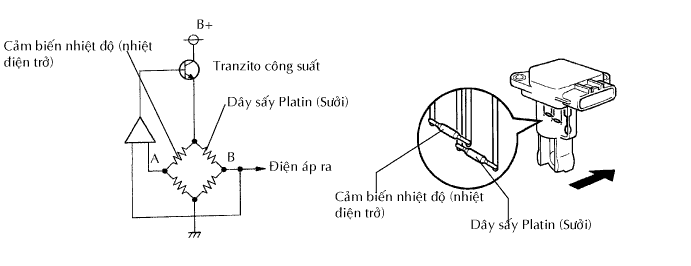 B+
Cảm biến nhiệt độ (nhiệt
điện trở)
Tranzito công suất
Dây sấy Platin (Sưởi)
A
B
Điện áp ra
Cảm biến nhiệt độ (nhiệt
điện trở)
Dây sấy Platin (Sưởi)